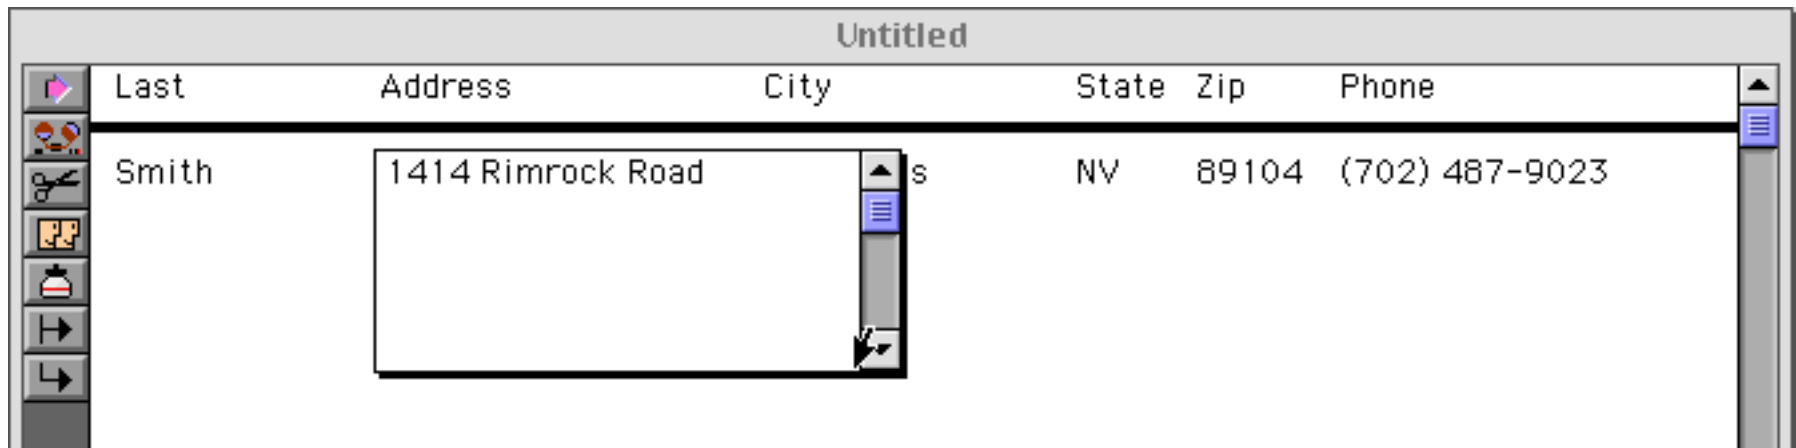 Untitled
Last Address City State Zip Phone
Smith 1414 Rimrock Road s NV 89104 (702) 487-9023